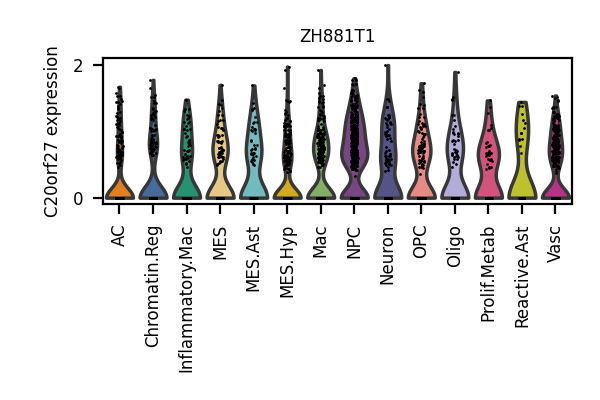 ZH881T1
C20orf27 expression
2
0
AC
Chromatin.Reg
Inflammatory.Mac
MES
MES.Ast
MES.Hyp
Mac
NPC
Neuron
OPC
Oligo
Prolif.Metab
Reactive.Ast
Vasc